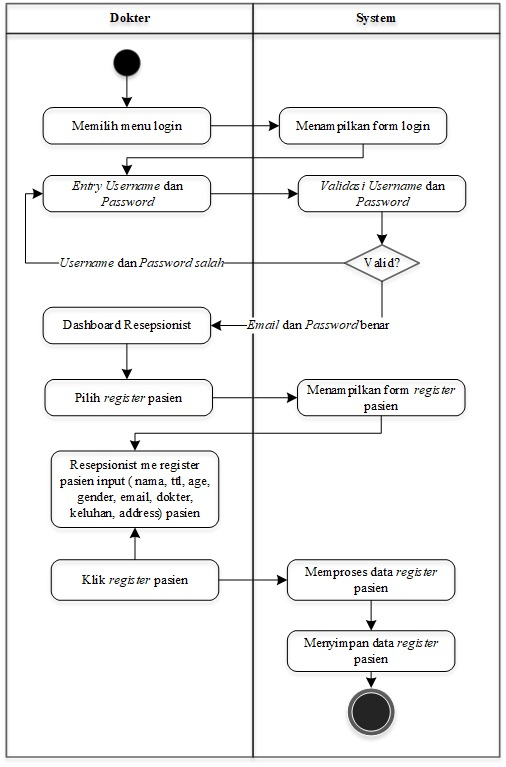 Dokter
System
Memilih menu login
Menampilkan form login
Entry Username dan
Password
Validasi Username dan
Password
Valid?
Username dan Password salah
Dashboard Resepsionist
Email dan Password benar
Pilih register pasien
Menampilkan form register
pasien
Resepsionist me register
pasien input ( nama, ttl, age,
gender, email, dokter,
keluhan, address) pasien
Klik register pasien
Memproses data register
pasien
Menyimpan data register
pasien